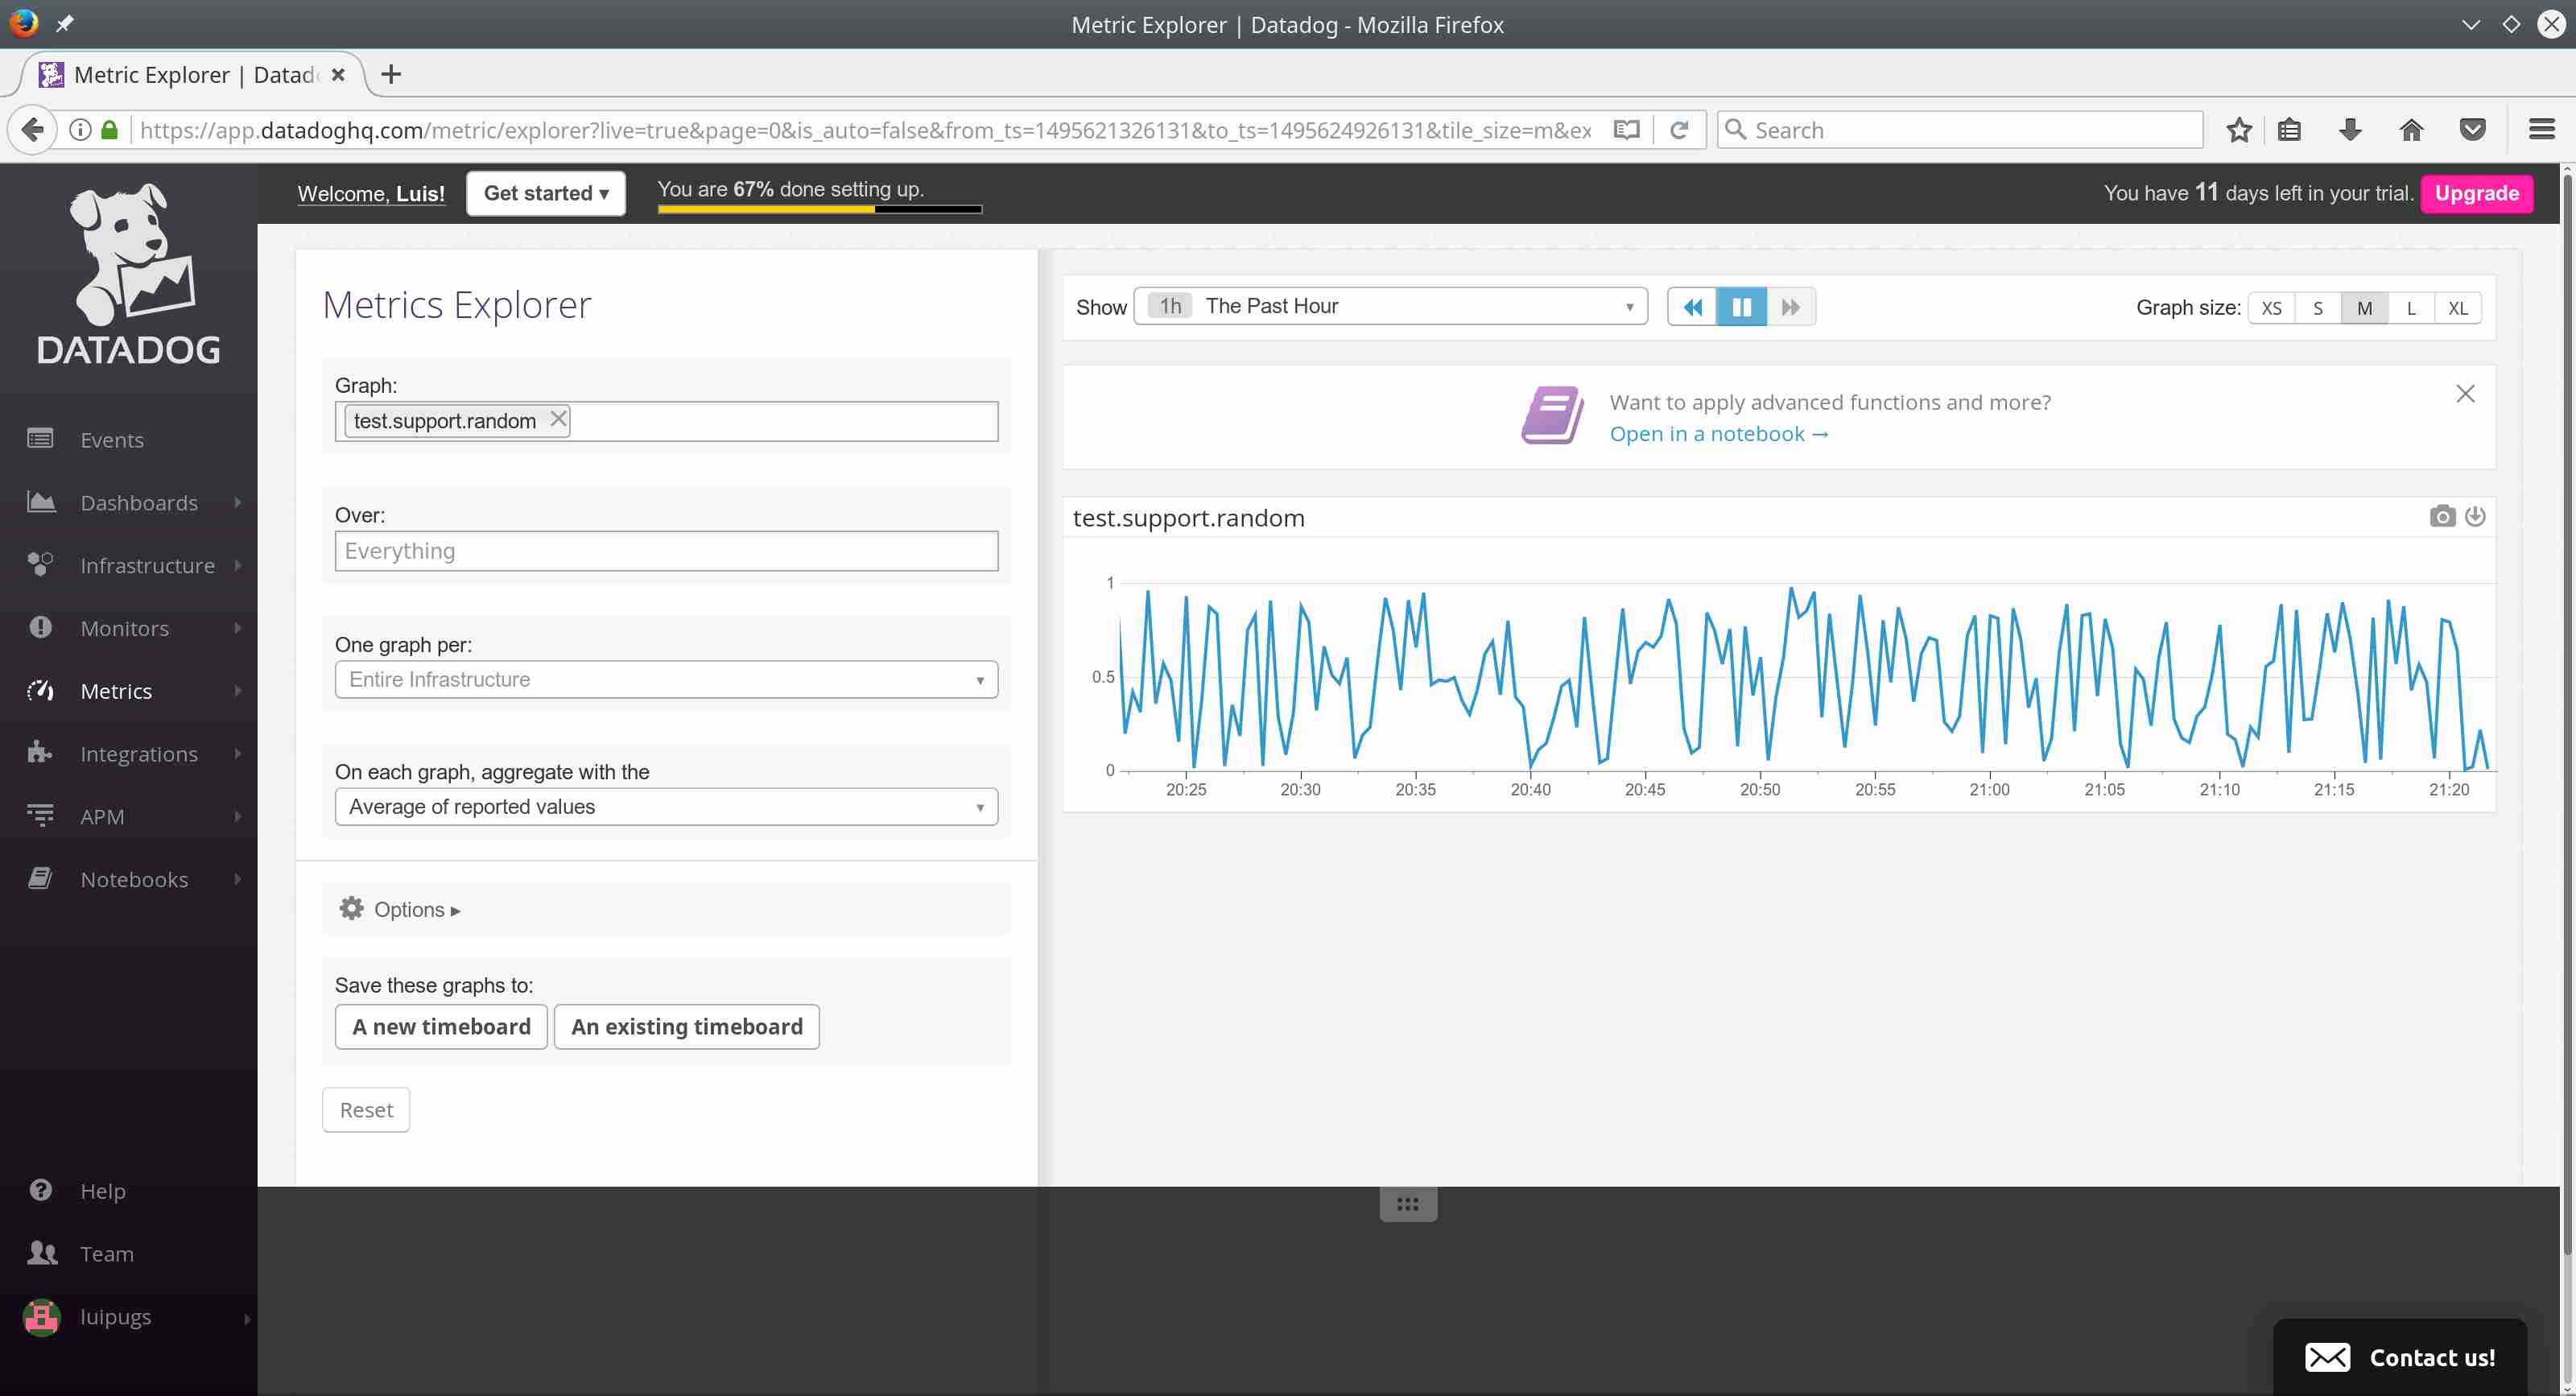 Metric Explorer | Datadog - Mozilla Firefox
Metric Explorer | Datad
https://app.datadoghq.com/metric/explorer?live=true&page=0&is_auto=false&from_ts=1495621326131&to_ts=1495624926131&tile_size=m&ex
Search
DATADOG
Events
Dashboards
Infrastructure
Monitors
Metrics
Integrations
APM
Notebooks
Help
Team
luipugs
Welcome, Luis!
Get started ▾
You are 67% done setting up.
You have 11 days left in your trial.
Upgrade
Metrics Explorer
Graph:
test.support.random
Over:
Everything
One graph per:
Entire Infrastructure
On each graph, aggregate with the
Average of reported values
Options ▸
Save these graphs to:
A new timeboard
An existing timeboard
Reset
Show
1h The Past Hour
Graph size:
XS S M L XL
Want to apply advanced functions and more?
Open in a notebook →
test.support.random
1
0.5
0
20:25 20:30 20:35 20:40 20:45 20:50 20:55 21:00 21:05 21:10 21:15 21:20
Contact us!